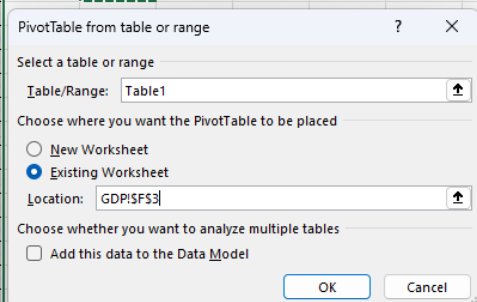 PivotTable from table or range ? ×
Select a table or range
Table/Range: Table1
Choose where you want the PivotTable to be placed
New Worksheet
Existing Worksheet
Location: GDP!$F$3
Choose whether you want to analyze multiple tables
Add this data to the Data Model
OK Cancel